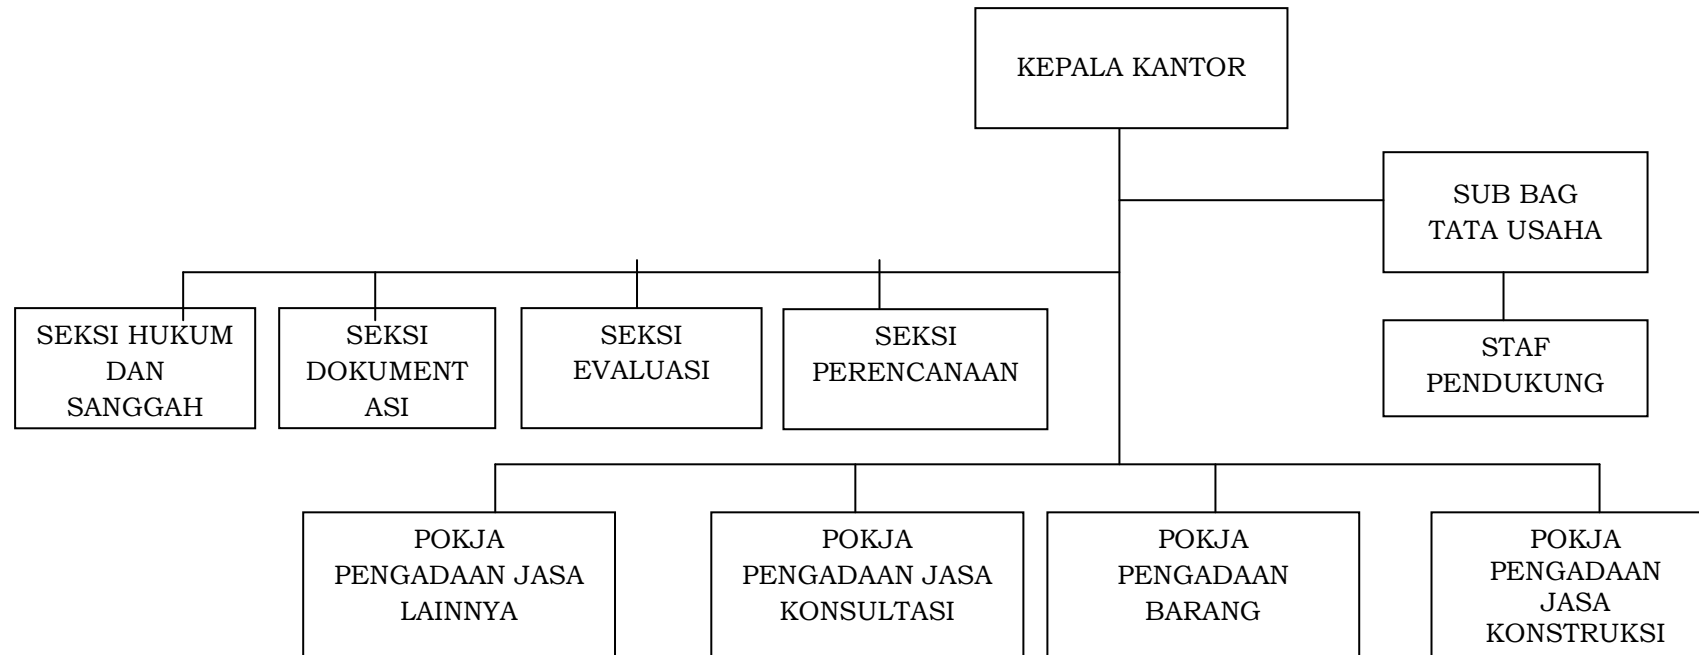 KEPALA KANTOR
SUB BAG
TATA USAHA
SEKSI HUKUM
DAN
SANGGAH
SEKSI
DOKUMENT
ASI
SEKSI
EVALUASI
SEKSI
PERENCANAAN
STAF
PENDUKUNG
POKJA
PENGADAAN JASA
LAINNYA
POKJA
PENGADAAN JASA
KONSULTASI
POKJA
PENGADAAN
BARANG
POKJA
PENGADAAN
JASA
KONSTRUKSI